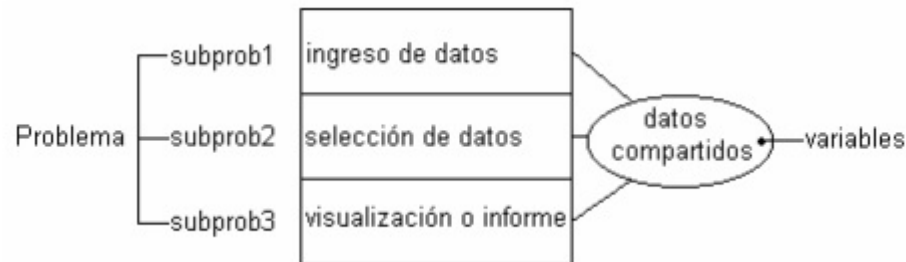 subprob1 ingreso de datos
Problema subprob2 selección de datos datos compartidos variables
subprob3 visualización o informe